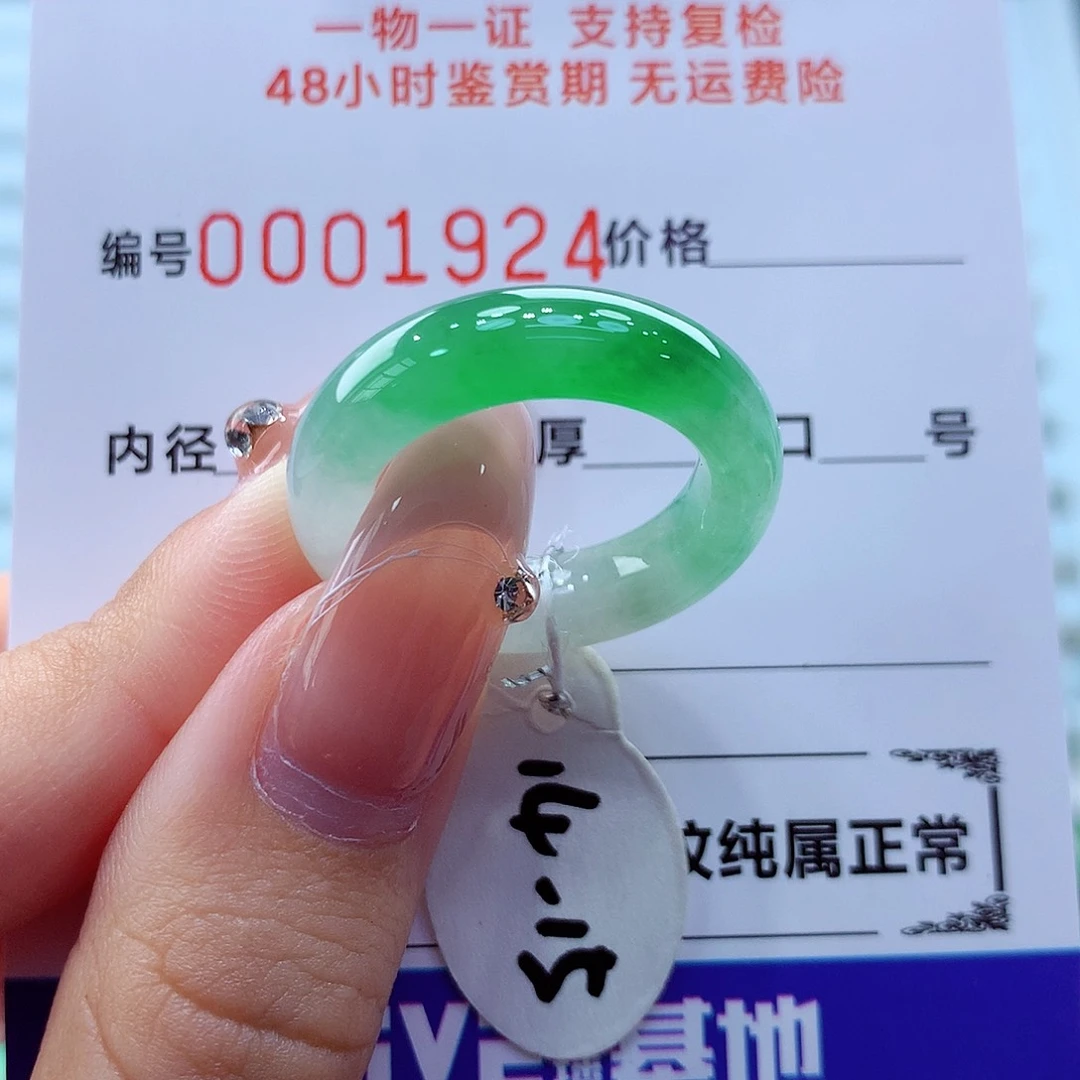 一物一证 支持复检
48小时鉴赏期 无运费险
编号0001924价格
内径 厚 口 号
纹纯属正常
基地